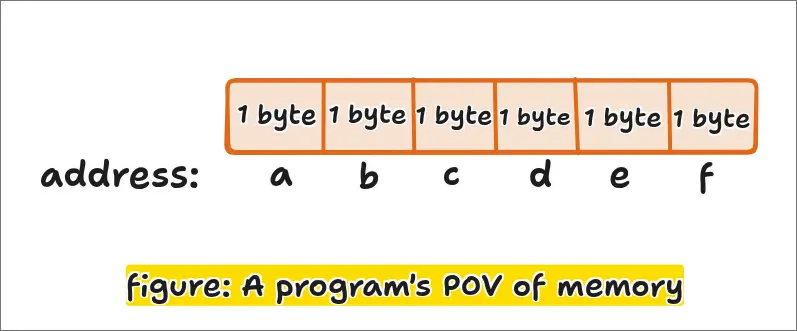 1 byte 1 byte 1 byte 1 byte 1 byte 1 byte
address: a b c d e f
figure: A program's POV of memory